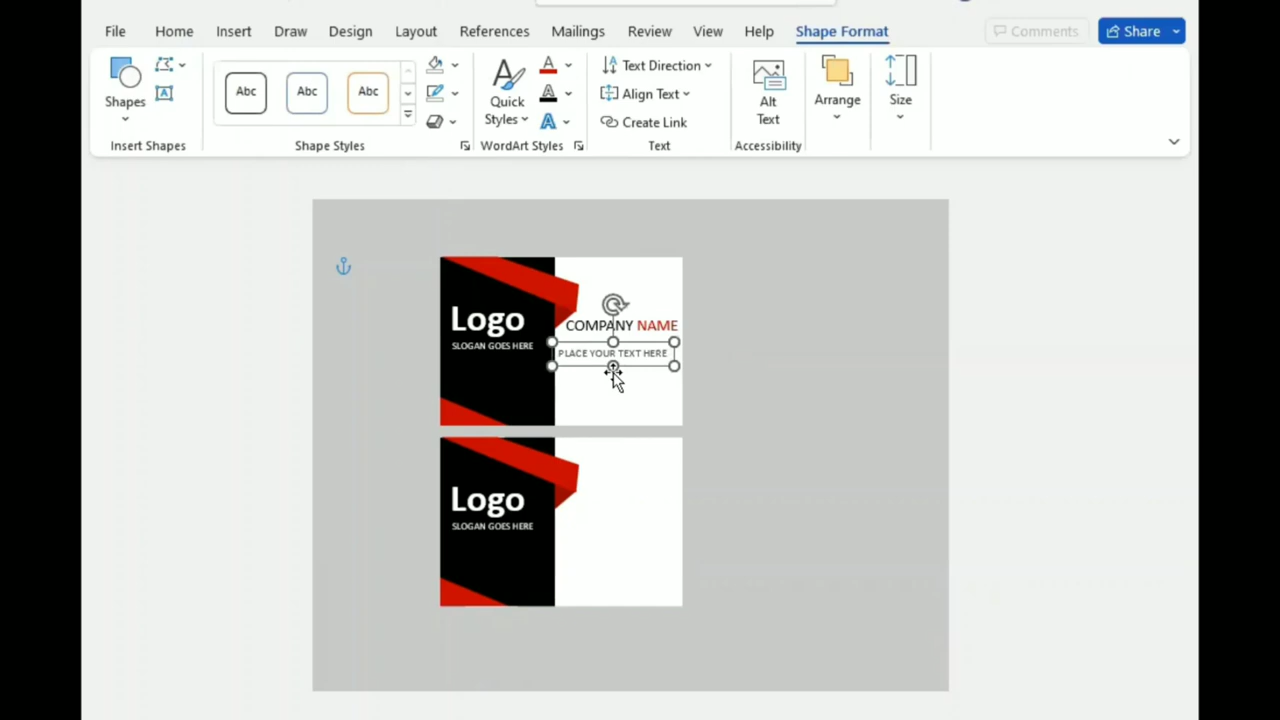 File Home Insert Draw Design Layout References Mailings Review View Help Shape Format Comments Share
Abc Abc Abc
Shapes
Quick Styles
A
A
A
Text Direction
Align Text
Create Link
Alt Text
Arrange
Size
Insert Shapes Shape Styles WordArt Styles Text Accessibility
Logo
SLOGAN GOES HERE
COMPANY NAME
PLACE YOUR TEXT HERE
Logo
SLOGAN GOES HERE